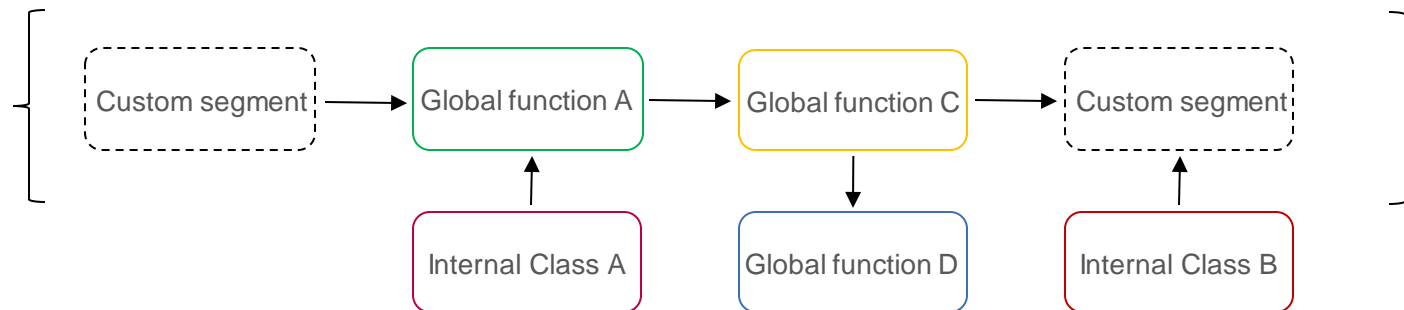 Custom segment
Global function A
Global function C
Custom segment
Internal Class A
Global function D
Internal Class B